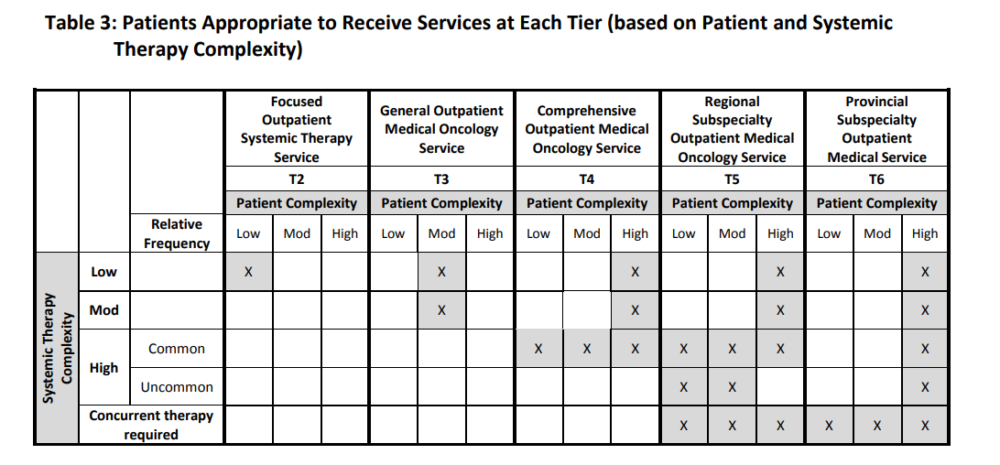 Table 3: Patients Appropriate to Receive Services at Each Tier (based on Patient and Systemic
Therapy Complexity)
Focused
Outpatient
Systemic Therapy
Service
General Outpatient
Medical Oncology
Service
Comprehensive
Outpatient Medical
Oncology Service
Regional
Subspecialty
Outpatient Medical
Oncology Service
Provincial
Subspecialty
Outpatient
Medical Service
T2 T3 T4 T5 T6
Patient Complexity Patient Complexity Patient Complexity Patient Complexity Patient Complexity
Relative
Frequency
Low Mod High Low Mod High Low Mod High Low Mod High Low Mod High
Systemic Therapy
Complexity
Low X X X X X
Mod X X X X
High
Common X X X X X X X
Uncommon X X X
Concurrent therapy
required
X X X X X X